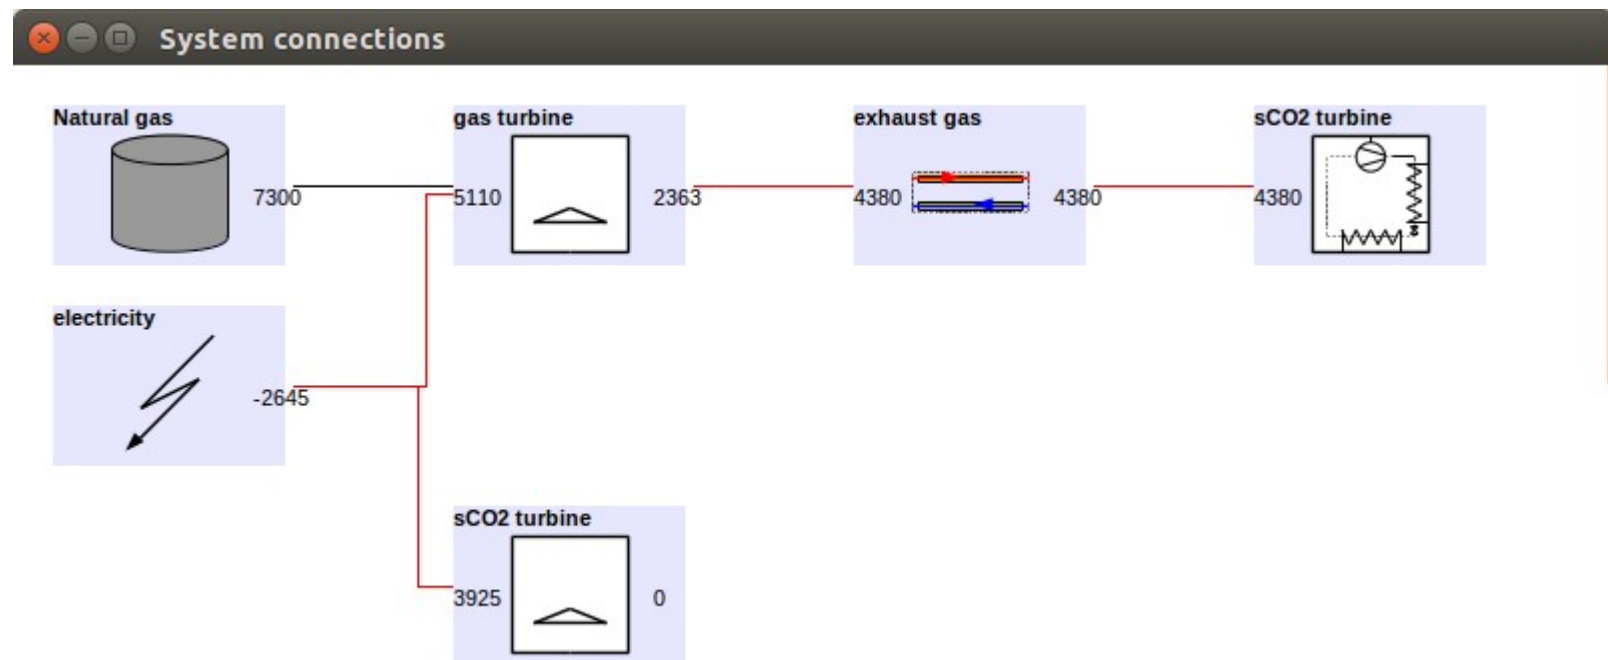 System connections
Natural gas
7300
gas turbine
5110
2363
exhaust gas
4380
4380
sCO2 turbine
4380
electricity
-2645
sCO2 turbine
3925
0